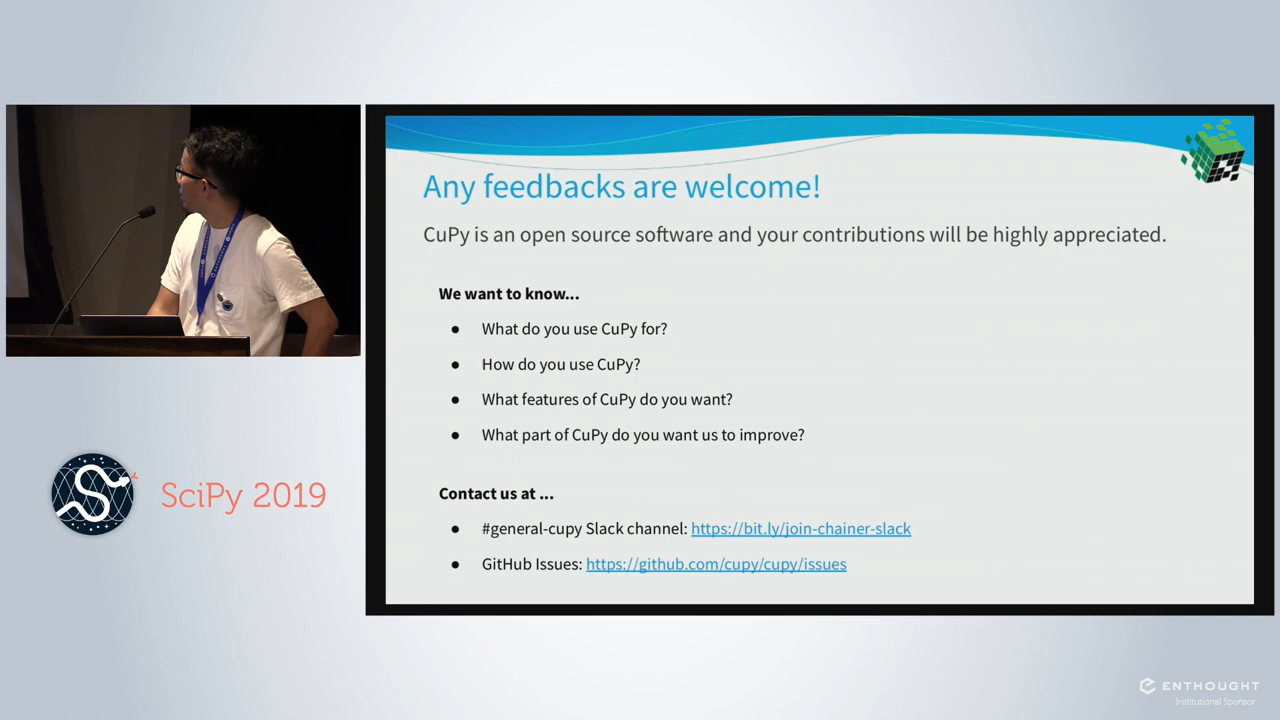 Any feedbacks are welcome!
CuPy is an open source software and your contributions will be highly appreciated.
We want to know...
● What do you use CuPy for?
● How do you use CuPy?
● What features of CuPy do you want?
● What part of CuPy do you want us to improve?
Contact us at ...
● #general-cupy Slack channel: https://bit.ly/join-chainer-slack
● GitHub Issues: https://github.com/cupy/cupy/issues
SciPy 2019
ENTHOUGHT
Institutional Sponsor